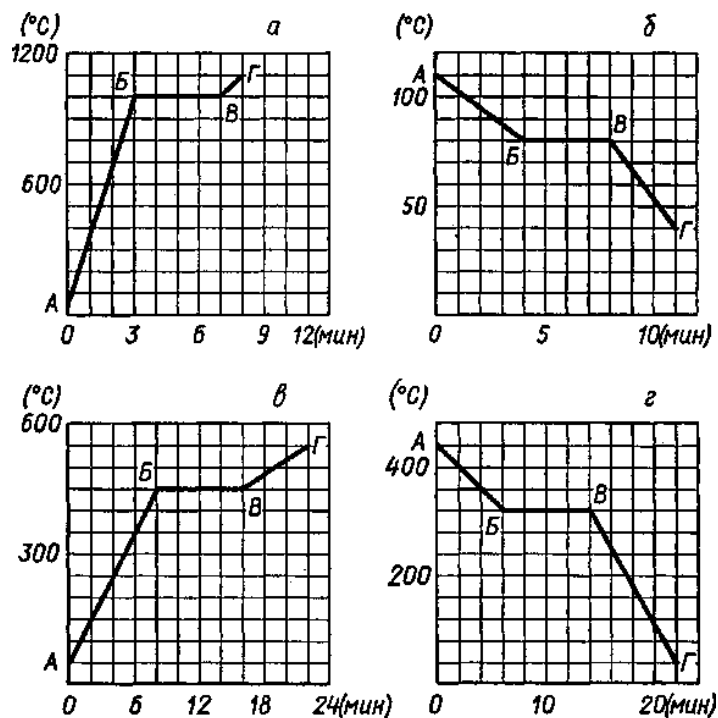 (°C) а
1200
Б Г
В
600
А
0 3 6 9 12(мин)
(°C) б
А
100
Б В
50
Г
0 5 10(мин)
(°C) в
600
Г
Б
В
300
А
0 6 12 18 24(мин)
(°C) г
А
400
Б В
200
Г
0 10 20(мин)